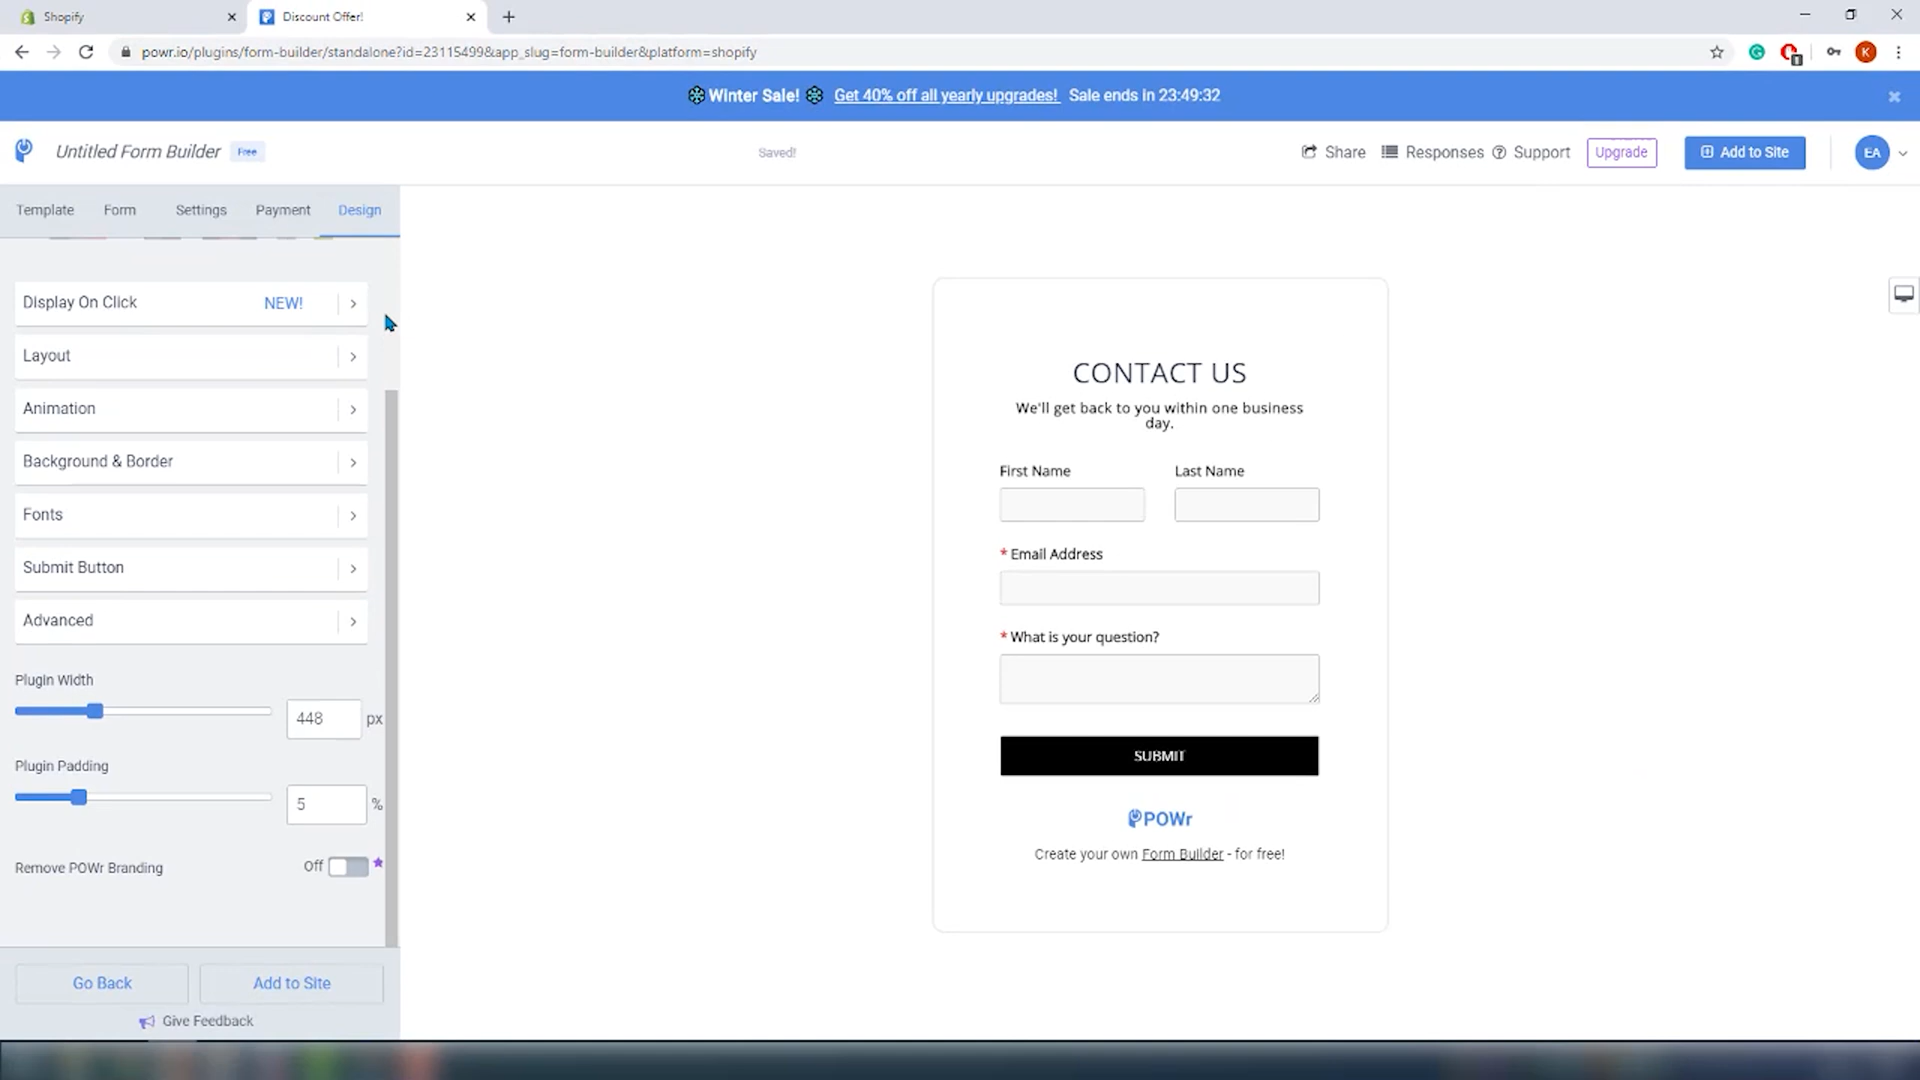 Shopify
Discount Offer!
powr.io/plugins/form-builder/standalone?id=23115499&app_slug=form-builder&platform=shopify
K
Winter Sale! Get 40% off all yearly upgrades! Sale ends in 23:49:32
Untitled Form Builder Free
Saved!
Share Responses Support Upgrade Add to Site EA
Template Form Settings Payment Design
Display On Click NEW!
Layout
Animation
Background & Border
Fonts
Submit Button
Advanced
Plugin Width
448 px
Plugin Padding
5 %
Remove POWr Branding Off
Go Back Add to Site
Give Feedback
CONTACT US
We'll get back to you within one business
day.
First Name Last Name
* Email Address
* What is your question?
SUBMIT
POWr
Create your own Form Builder - for free!